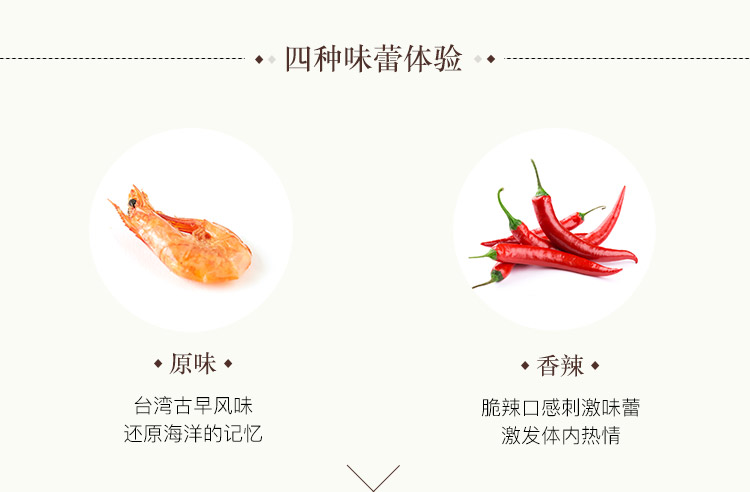 四种味蕾体验
原味
台湾古早风味
还原海洋的记忆
香辣
脆辣口感刺激味蕾
激发体内热情